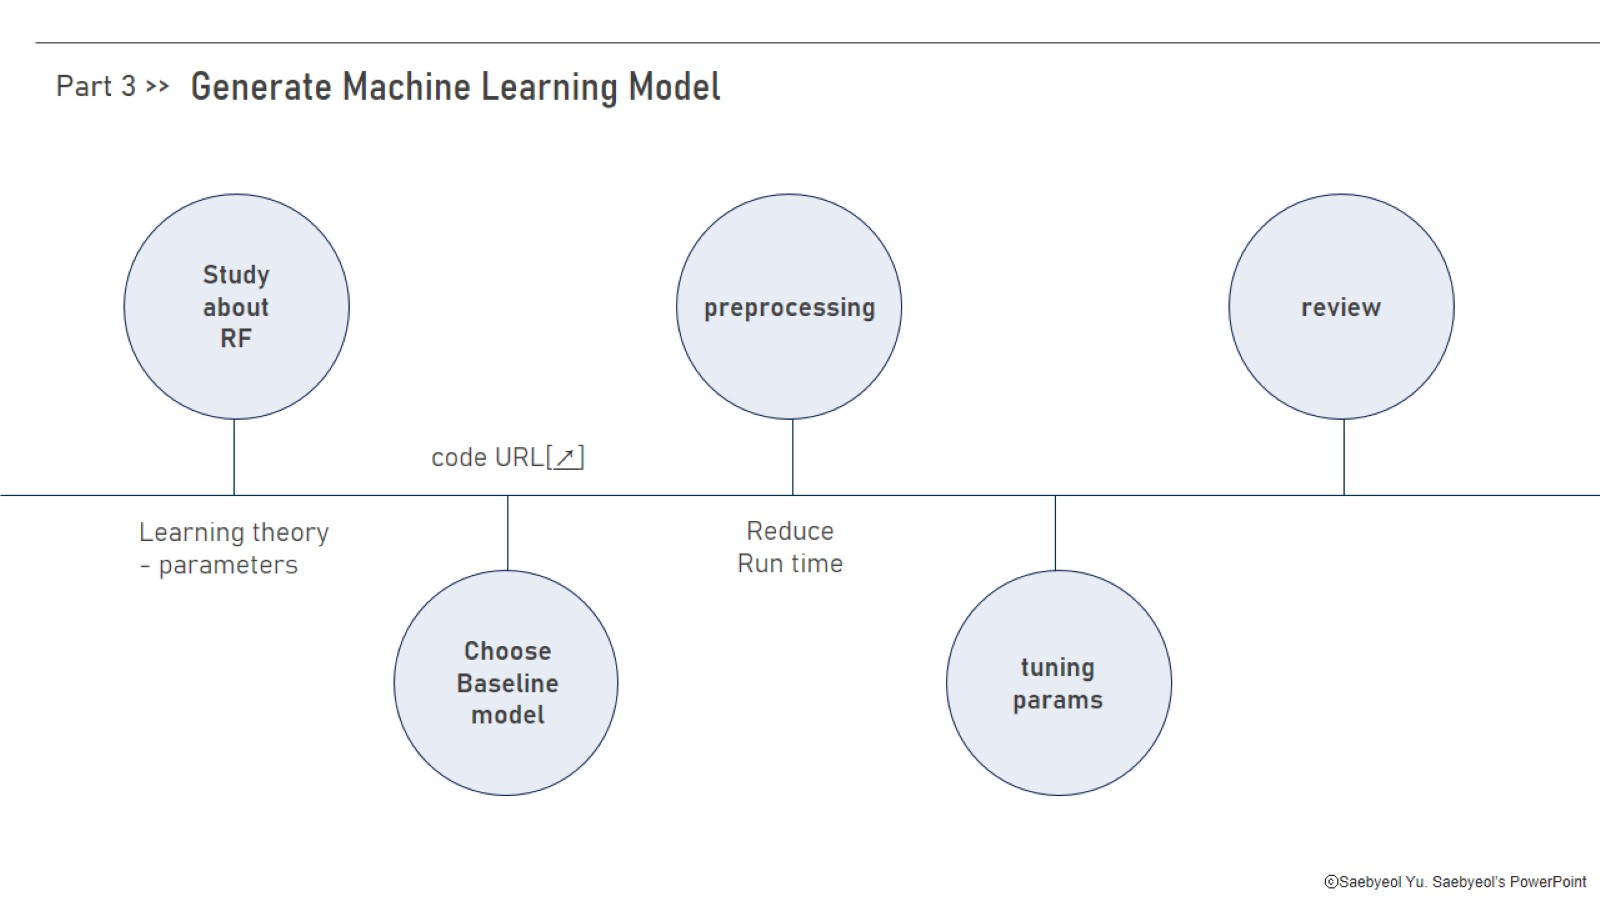 Part 3 >> Generate Machine Learning Model
Study
about
RF
preprocessing
review
code URL[↗]
Learning theory
- parameters
Reduce
Run time
Choose
Baseline
model
tuning
params
©Saebyeol Yu. Saebyeol's PowerPoint